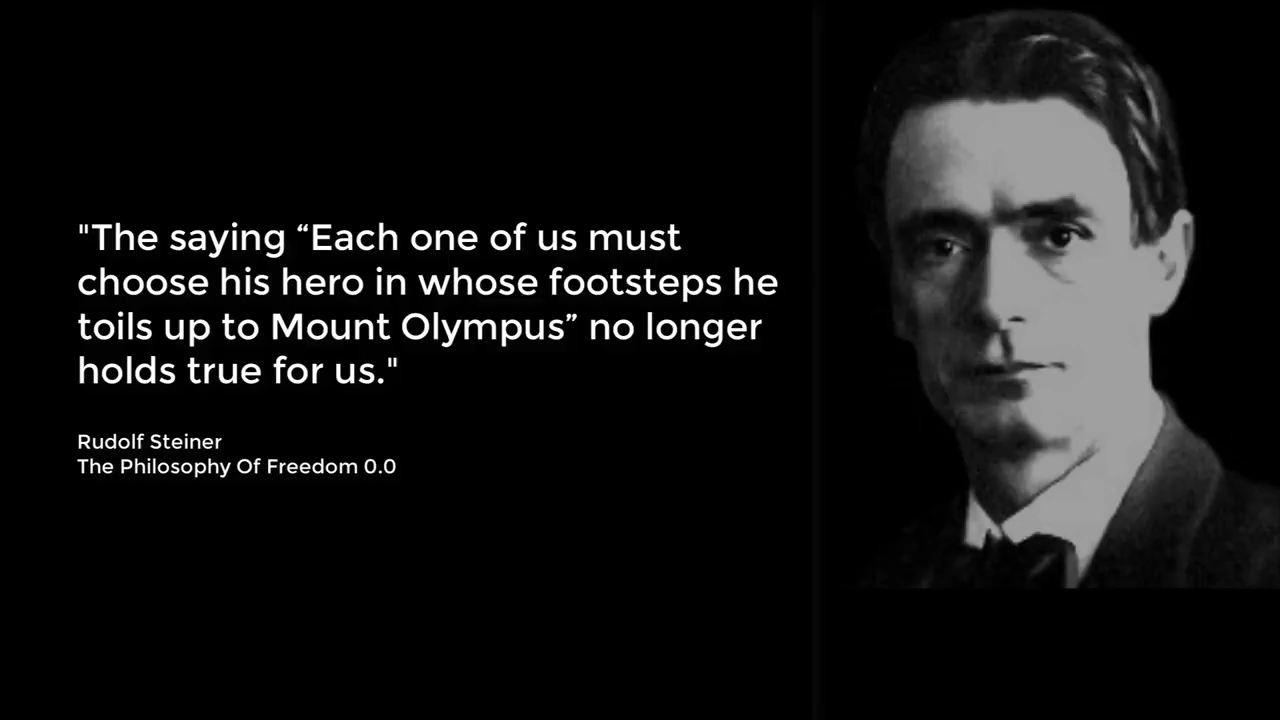 "The saying “Each one of us must
choose his hero in whose footsteps he
toils up to Mount Olympus” no longer
holds true for us."
Rudolf Steiner
The Philosophy Of Freedom 0.0